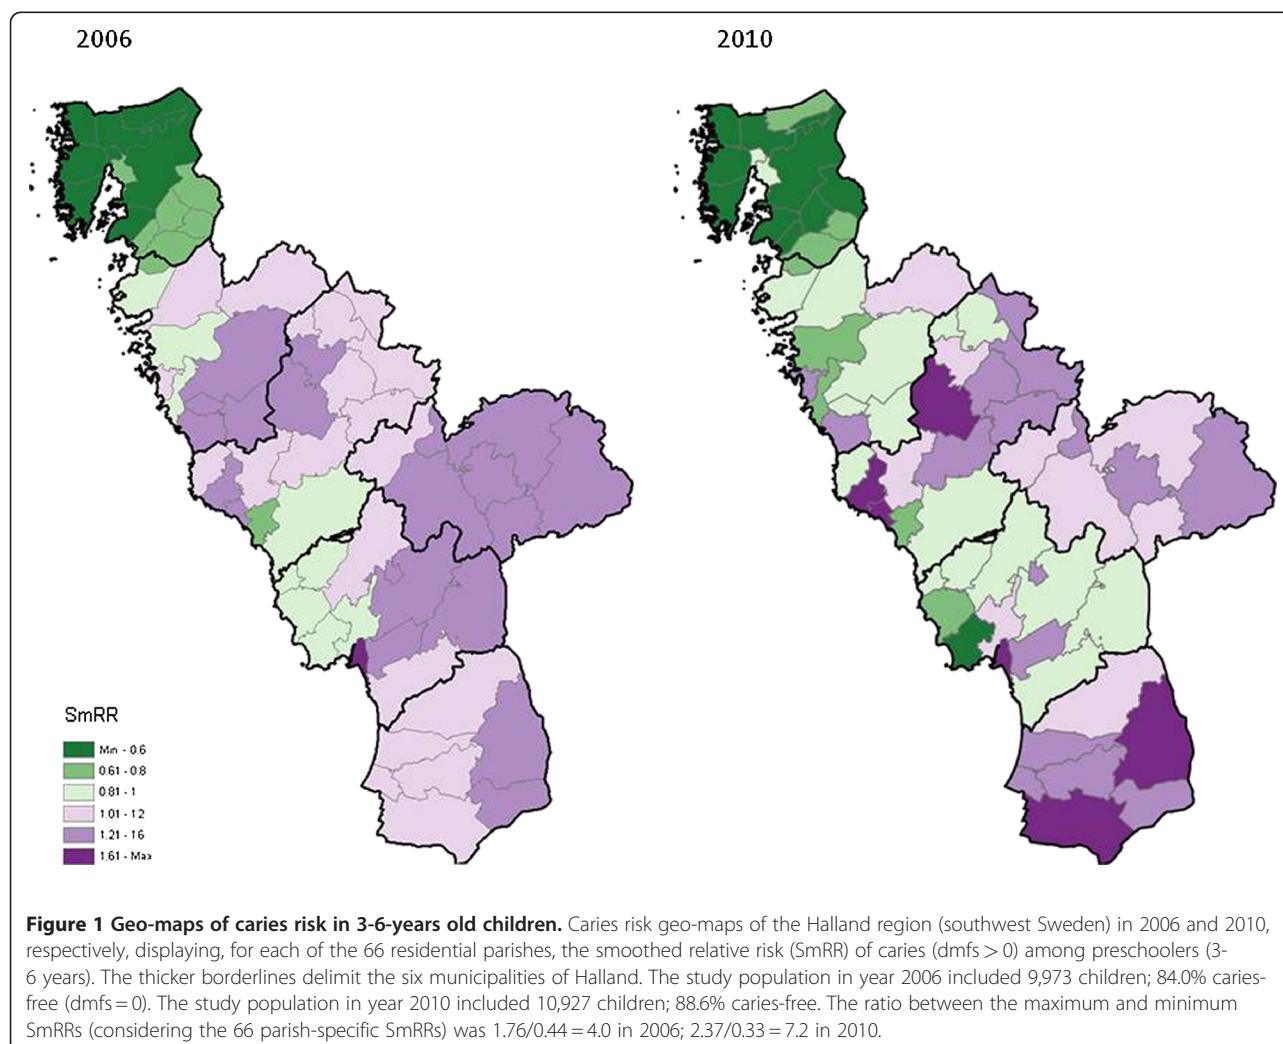 2006
2010
SmRR
Min - 0.6
0.61 - 0.8
0.81 - 1
1.01 - 1.2
1.21 - 1.6
1.61 - Max
Figure 1 Geo-maps of caries risk in 3-6-years old children. Caries risk geo-maps of the Halland region (southwest Sweden) in 2006 and 2010,
respectively, displaying, for each of the 66 residential parishes, the smoothed relative risk (SmRR) of caries (dmfs > 0) among preschoolers (3-
6 years). The thicker borderlines delimit the six municipalities of Halland. The study population in year 2006 included 9,973 children; 84.0% caries-
free (dmfs = 0). The study population in year 2010 included 10,927 children; 88.6% caries-free. The ratio between the maximum and minimum
SmRRs (considering the 66 parish-specific SmRRs) was 1.76/0.44 = 4.0 in 2006; 2.37/0.33 = 7.2 in 2010.